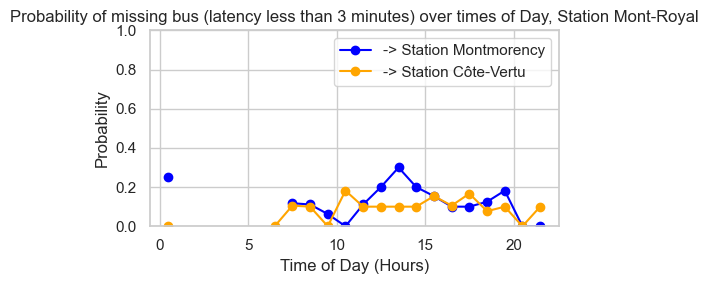 Probability of missing bus (latency less than 3 minutes) over times of Day, Station Mont-Royal
1.0
-> Station Montmorency
-> Station Côte-Vertu
0.8
0.6
0.4
0.2
0.0
Probability
0 5 10 15 20
Time of Day (Hours)